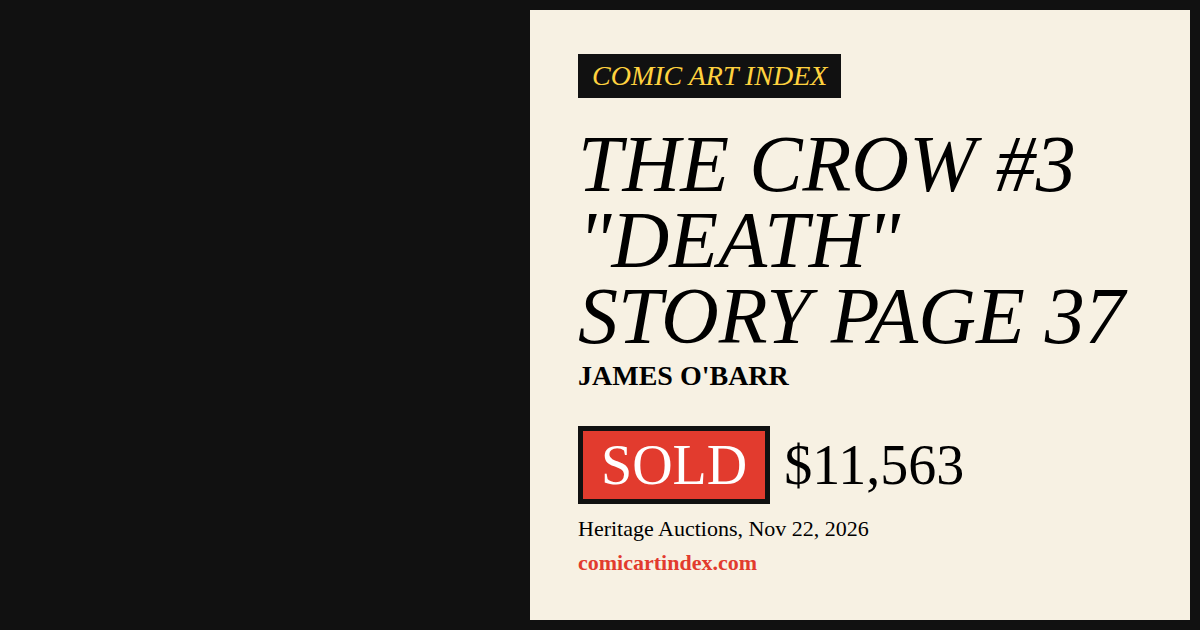 COMIC ART INDEX
THE CROW #3
"DEATH"
STORY PAGE 37
JAMES O'BARR
SOLD $11,563
Heritage Auctions, Nov 22, 2026
comicartindex.com